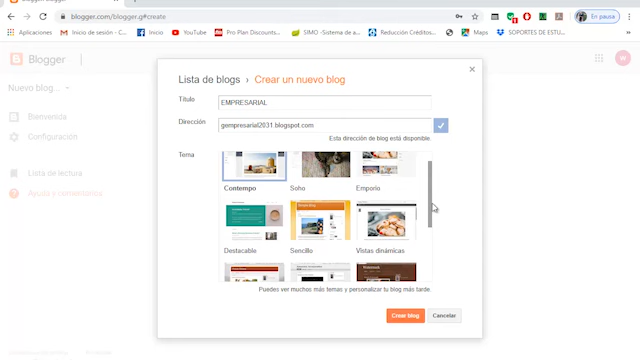 blogger.com/blogger.g#create
En pausa
Aplicaciones
Inicio de sesión - C...
Inicio
YouTube
Pro Plan Discounts...
SIMO -Sistema de a...
Reducción Créditos...
Maps
SOPORTES DE ESTU...
Blogger
W
Nuevo blog...
Bienvenida
Configuración
Lista de lectura
Ayuda y comentarios
Lista de blogs › Crear un nuevo blog
Título
EMPRESARIAL
Dirección
gempresarial2031.blogspot.com
Esta dirección de blog está disponible.
Tema
Contempo
Soho
Emporio
Destacable
Sencillo
Vistas dinámicas
Puedes ver muchos más temas y personalizar tu blog más tarde.
Crear blog
Cancelar